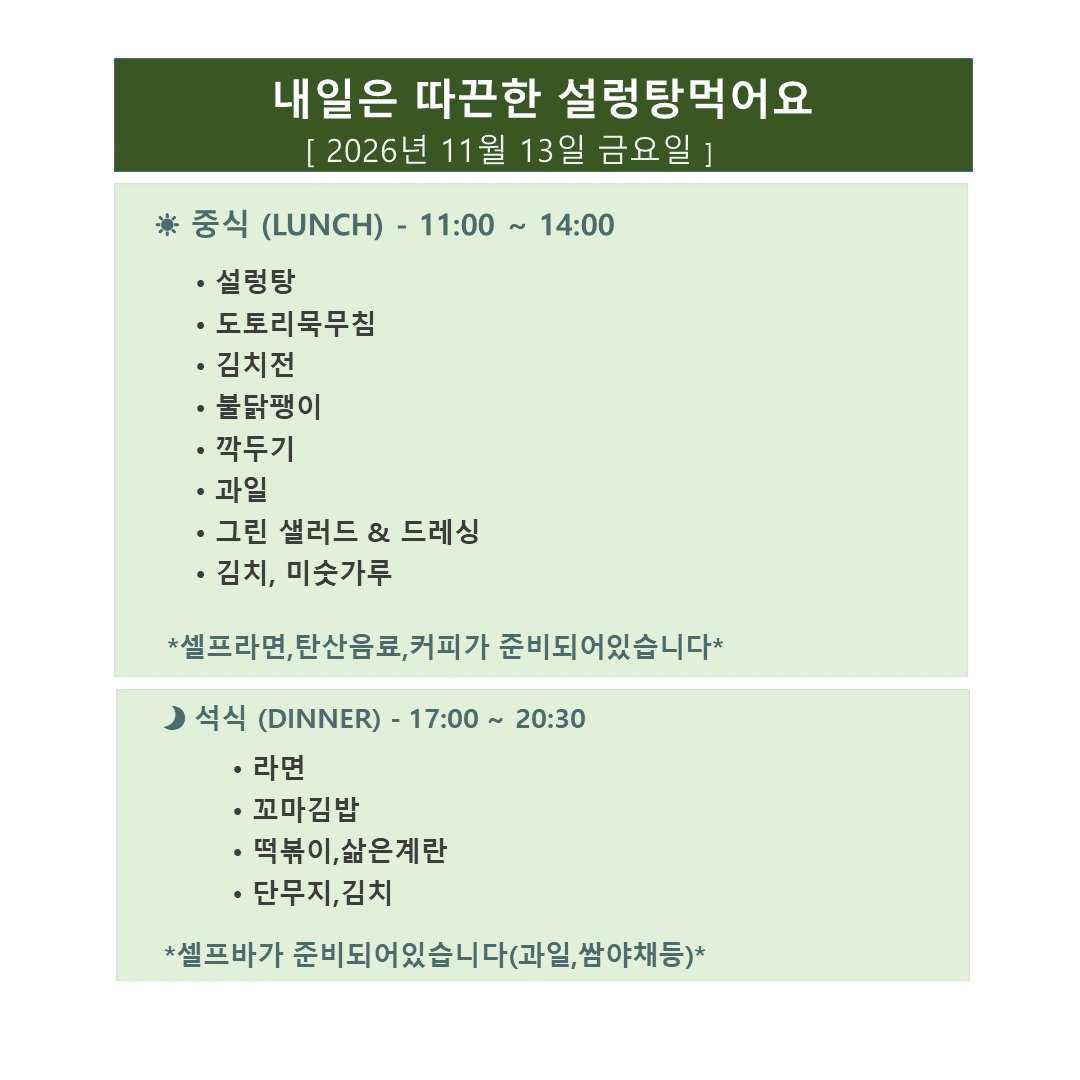 내일은 따끈한 설렁탕먹어요
[ 2026년 11월 13일 금요일 ]
☀ 중식 (LUNCH) - 11:00 ~ 14:00
• 설렁탕
• 도토리묵무침
• 김치전
• 불닭팽이
• 깍두기
• 과일
• 그린 샐러드 & 드레싱
• 김치, 미숫가루
*셀프라면,탄산음료,커피가 준비되어있습니다*
🌙 석식 (DINNER) - 17:00 ~ 20:30
• 라면
• 꼬마김밥
• 떡볶이,삶은계란
• 단무지,김치
*셀프바가 준비되어있습니다(과일,쌈야채등)*